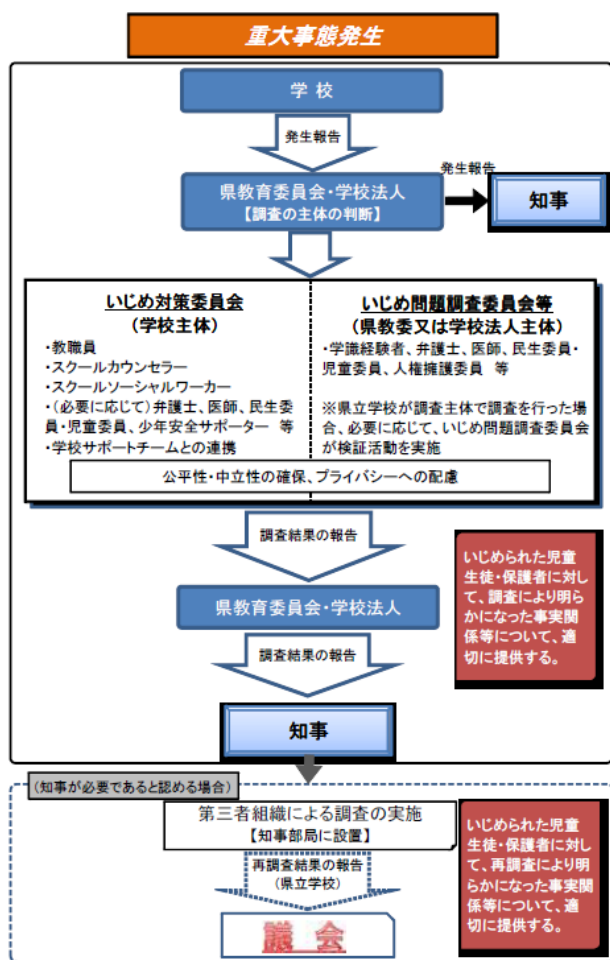 重大事態発生
学 校
発生報告
県教育委員会・学校法人
【調査の主体の判断】
発生報告
知事
いじめ対策委員会
(学校主体)
・教職員
・スクールカウンセラー
・スクールソーシャルワーカー
・(必要に応じて)弁護士、医師、民生委
員・児童委員、少年安全サポーター 等
・学校サポートチームとの連携
いじめ問題調査委員会等
(県教委又は学校法人主体)
・学識経験者、弁護士、医師、民生委員・
児童委員、人権擁護委員 等
※県立学校が調査主体で調査を行った場
合、必要に応じて、いじめ問題調査委員会
が検証活動を実施
公平性・中立性の確保、プライバシーへの配慮
調査結果の報告
いじめられた児童
生徒・保護者に対し
て、調査により明ら
かになった事実関
係等について、適
切に提供する。
県教育委員会・学校法人
調査結果の報告
知事
(知事が必要であると認める場合)
第三者組織による調査の実施
【知事部局に設置】
再調査結果の報告
(県立学校)
いじめられた児童
生徒・保護者に対し
て、再調査により明
らかになった事実関
係等について、適
切に提供する。
議 会